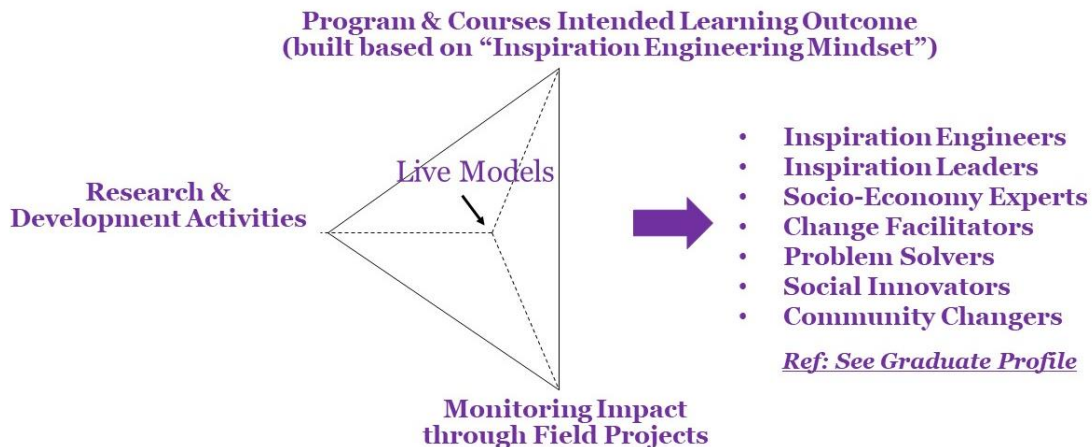 Program & Courses Intended Learning Outcome
(built based on “Inspiration Engineering Mindset”)
Live Models
Research &
Development Activities
Monitoring Impact
through Field Projects
• Inspiration Engineers
• Inspiration Leaders
• Socio-Economy Experts
• Change Facilitators
• Problem Solvers
• Social Innovators
• Community Changers
Ref: See Graduate Profile